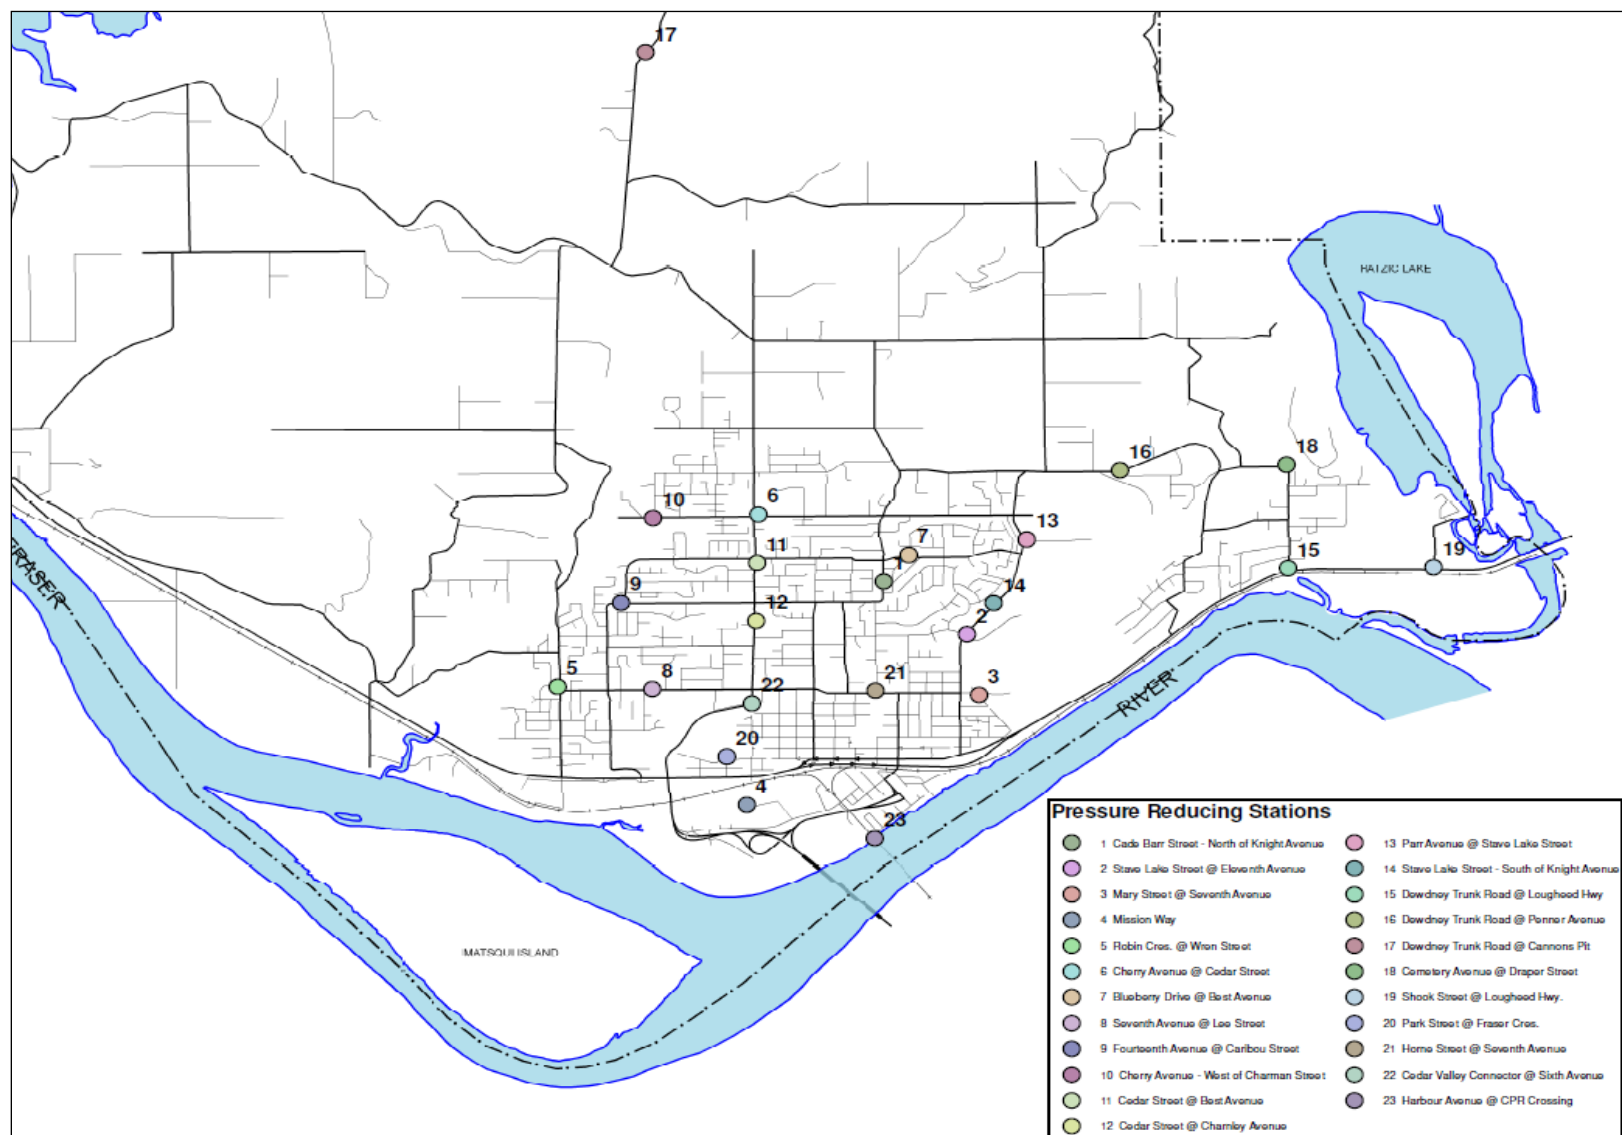 17
HATZIC LAKE
18
16
6
10
13
7
11
15
19
1
9
14
12
2
5
8
21
3
22
RIVER
FRASER
20
4
23
MATSQUI ISLAND
Pressure Reducing Stations
1 Cade Barr Street - North of Knight Avenue
2 Stave Lake Street @ Eleventh Avenue
3 Mary Street @ Seventh Avenue
4 Mission Way
5 Robin Cres. @ Wren Street
6 Cherry Avenue @ Cedar Street
7 Blueberry Drive @ Best Avenue
8 Seventh Avenue @ Lee Street
9 Fourteenth Avenue @ Caribou Street
10 Cherry Avenue - West of Charman Street
11 Cedar Street @ Best Avenue
12 Cedar Street @ Charnley Avenue
13 Parr Avenue @ Stave Lake Street
14 Stave Lake Street - South of Knight Avenue
15 Dewdney Trunk Road @ Lougheed Hwy
16 Dewdney Trunk Road @ Penner Avenue
17 Dewdney Trunk Road @ Cannons Pit
18 Cemetery Avenue @ Draper Street
19 Shook Street @ Lougheed Hwy.
20 Park Street @ Fraser Cres.
21 Horne Street @ Seventh Avenue
22 Cedar Valley Connector @ Sixth Avenue
23 Harbour Avenue @ CPR Crossing